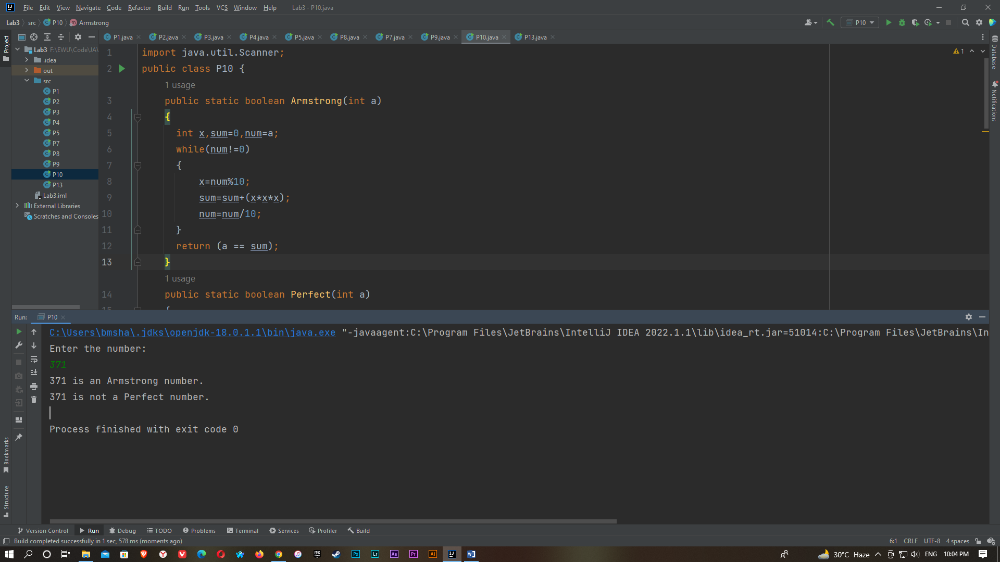 File Edit View Navigate Code Refactor Build Run Tools VCS Window Help Lab3 - P10.java
Lab3 src P10 Armstrong P10
Project
P1.java P2.java P3.java P4.java P5.java P8.java P7.java P9.java P10.java P13.java
Lab3 F:\EWU\Code\JAV
.idea
out
src
P1
P2
P3
P4
P5
P7
P8
P9
P10
P13
Lab3.iml
External Libraries
Scratches and Consoles
1 import java.util.Scanner;
2 public class P10 {
1 usage
3 public static boolean Armstrong(int a)
4 {
5 int x,sum=0,num=a;
6 while(num!=0)
7 {
8 x=num%10;
9 sum=sum+(x*x*x);
10 num=num/10;
11 }
12 return (a == sum);
13 }
1 usage
14 public static boolean Perfect(int a)
15 {
1
Database
Notifications
Run: P10
C:\Users\bmsha\.jdks\openjdk-18.0.1.1\bin\java.exe "-javaagent:C:\Program Files\JetBrains\IntelliJ IDEA 2022.1.1\lib\idea_rt.jar=51014:C:\Program Files\JetBrains\In
Enter the number:
371
371 is an Armstrong number.
371 is not a Perfect number.
Process finished with exit code 0
Bookmarks
Structure
Version Control Run Debug TODO Problems Terminal Services Profiler Build
Build completed successfully in 1 sec, 578 ms (moments ago) 6:1 CRLF UTF-8 4 spaces
Ps Lr Ae Pr Ai IJ W 30°C Haze ENG 10:04 PM